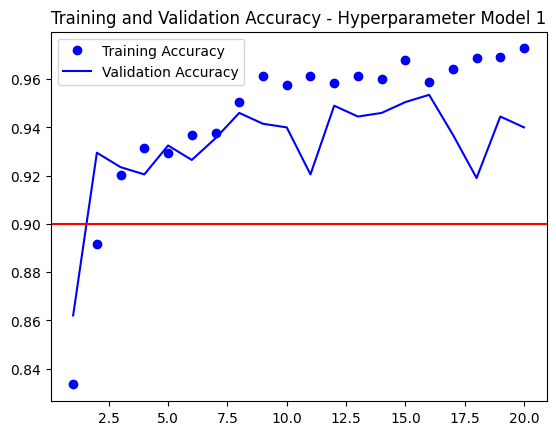 Training and Validation Accuracy - Hyperparameter Model 1
Training Accuracy
Validation Accuracy
0.96
0.94
0.92
0.90
0.88
0.86
0.84
2.5 5.0 7.5 10.0 12.5 15.0 17.5 20.0